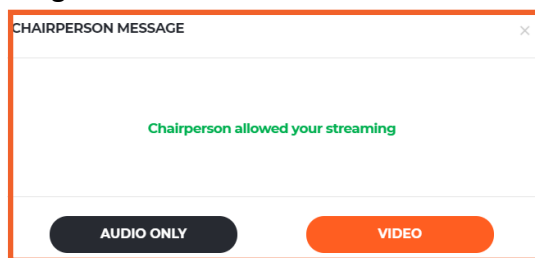 CHAIRPERSON MESSAGE
Chairperson allowed your streaming
AUDIO ONLY
VIDEO